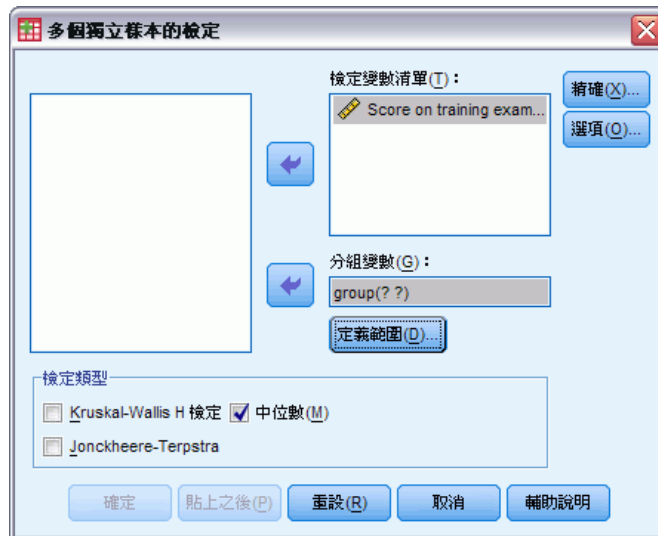 多個獨立樣本的檢定
檢定變數清單(T)：
Score on training exam...
精確(X)...
選項(O)...
分組變數(G)：
group(? ?)
定義範圍(D)...
檢定類型
Kruskal-Wallis H 檢定
中位數(M)
Jonckheere-Terpstra
確定
貼上之後(P)
重設(R)
取消
輔助說明